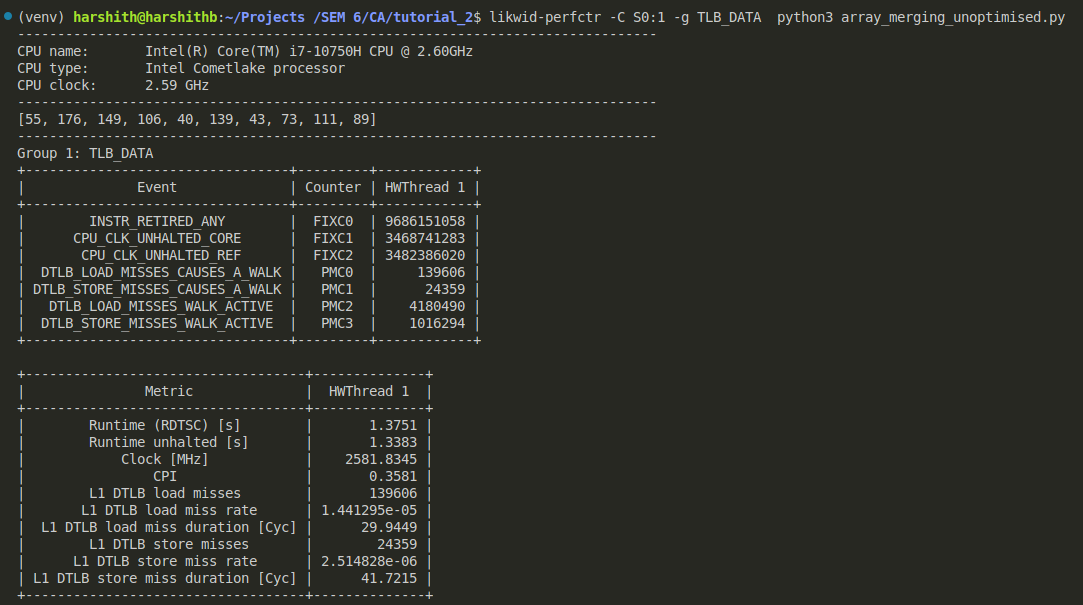 (venv) harshith@harshithb:~/Projects /SEM 6/CA/tutorial_2$ likwid-perfctr -C S0:1 -g TLB_DATA  python3 array_merging_unoptimised.py
--------------------------------------------------------------------------------
CPU name:       Intel(R) Core(TM) i7-10750H CPU @ 2.60GHz
CPU type:       Intel Cometlake processor
CPU clock:      2.59 GHz
--------------------------------------------------------------------------------
[55, 176, 149, 106, 40, 139, 43, 73, 111, 89]
--------------------------------------------------------------------------------
Group 1: TLB_DATA
+---------------------------------+---------+------------+
|              Event              | Counter | HWThread 1 |
+---------------------------------+---------+------------+
|        INSTR_RETIRED_ANY        |  FIXC0  | 9686151058 |
|      CPU_CLK_UNHALTED_CORE      |  FIXC1  | 3468741283 |
|       CPU_CLK_UNHALTED_REF      |  FIXC2  | 3482386020 |
|  DTLB_LOAD_MISSES_CAUSES_A_WALK |   PMC0  |     139606 |
| DTLB_STORE_MISSES_CAUSES_A_WALK |   PMC1  |      24359 |
|   DTLB_LOAD_MISSES_WALK_ACTIVE  |   PMC2  |    4180490 |
|  DTLB_STORE_MISSES_WALK_ACTIVE  |   PMC3  |    1016294 |
+---------------------------------+---------+------------+
+-----------------------------------+--------------+
|               Metric              |  HWThread 1  |
+-----------------------------------+--------------+
|        Runtime (RDTSC) [s]        |       1.3751 |
|        Runtime unhalted [s]       |       1.3383 |
|            Clock [MHz]            |    2581.8345 |
|                CPI                |       0.3581 |
|        L1 DTLB load misses        |       139606 |
|       L1 DTLB load miss rate      | 1.441295e-05 |
|  L1 DTLB load miss duration [Cyc] |      29.9449 |
|        L1 DTLB store misses       |        24359 |
|      L1 DTLB store miss rate      | 2.514828e-06 |
| L1 DTLB store miss duration [Cyc] |      41.7215 |
+-----------------------------------+--------------+